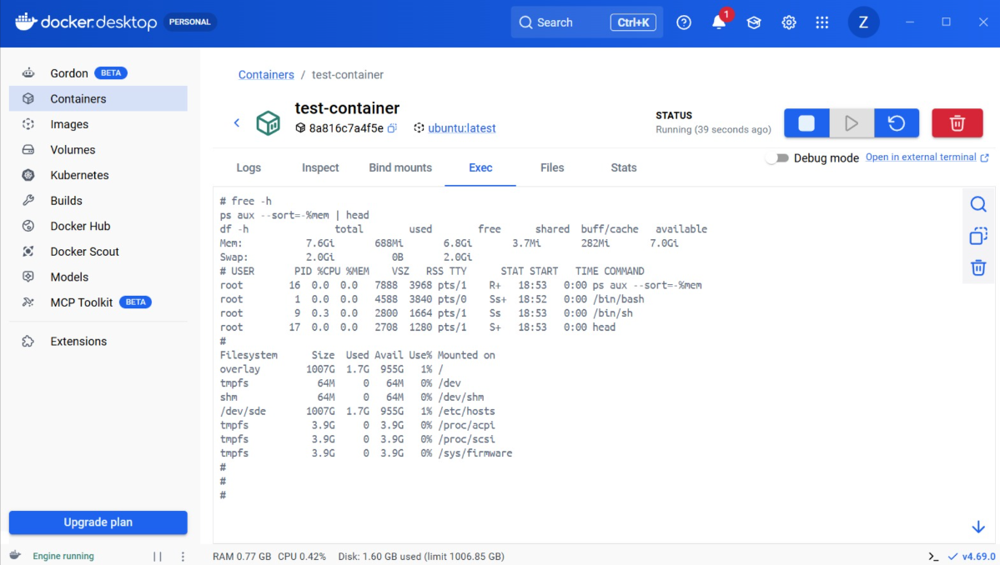 docker.desktop PERSONAL Search Ctrl+K 1 Z
Gordon BETA
Containers
Images
Volumes
Kubernetes
Builds
Docker Hub
Docker Scout
Models
MCP Toolkit BETA
Extensions
Upgrade plan
Containers / test-container
test-container
8a816c7a4f5e ubuntu:latest
STATUS
Running (39 seconds ago)
Logs Inspect Bind mounts Exec Files Stats
Debug mode Open in external terminal
# free -h
ps aux --sort=-%mem | head
df -h               total        used        free      shared  buff/cache   available
Mem:           7.6Gi       688Mi       6.8Gi       3.7Mi       282Mi       7.0Gi
Swap:          2.0Gi          0B       2.0Gi
# USER       PID %CPU %MEM    VSZ   RSS TTY      STAT START   TIME COMMAND
root        16  0.0  0.0   7888  3968 pts/1    R+   18:53   0:00 ps aux --sort=-%mem
root         1  0.0  0.0   4588  3840 pts/0    Ss+  18:52   0:00 /bin/bash
root         9  0.3  0.0   2800  1664 pts/1    Ss   18:53   0:00 /bin/sh
root        17  0.0  0.0   2708  1280 pts/1    S+   18:53   0:00 head
#
Filesystem      Size  Used Avail Use% Mounted on
overlay        1007G  1.7G  955G   1% /
tmpfs            64M     0   64M   0% /dev
shm              64M     0   64M   0% /dev/shm
/dev/sde       1007G  1.7G  955G   1% /etc/hosts
tmpfs           3.9G     0  3.9G   0% /proc/acpi
tmpfs           3.9G     0  3.9G   0% /proc/scsi
tmpfs           3.9G     0  3.9G   0% /sys/firmware
#
#
#
Engine running RAM 0.77 GB CPU 0.42% Disk: 1.60 GB used (limit 1006.85 GB) v4.69.0